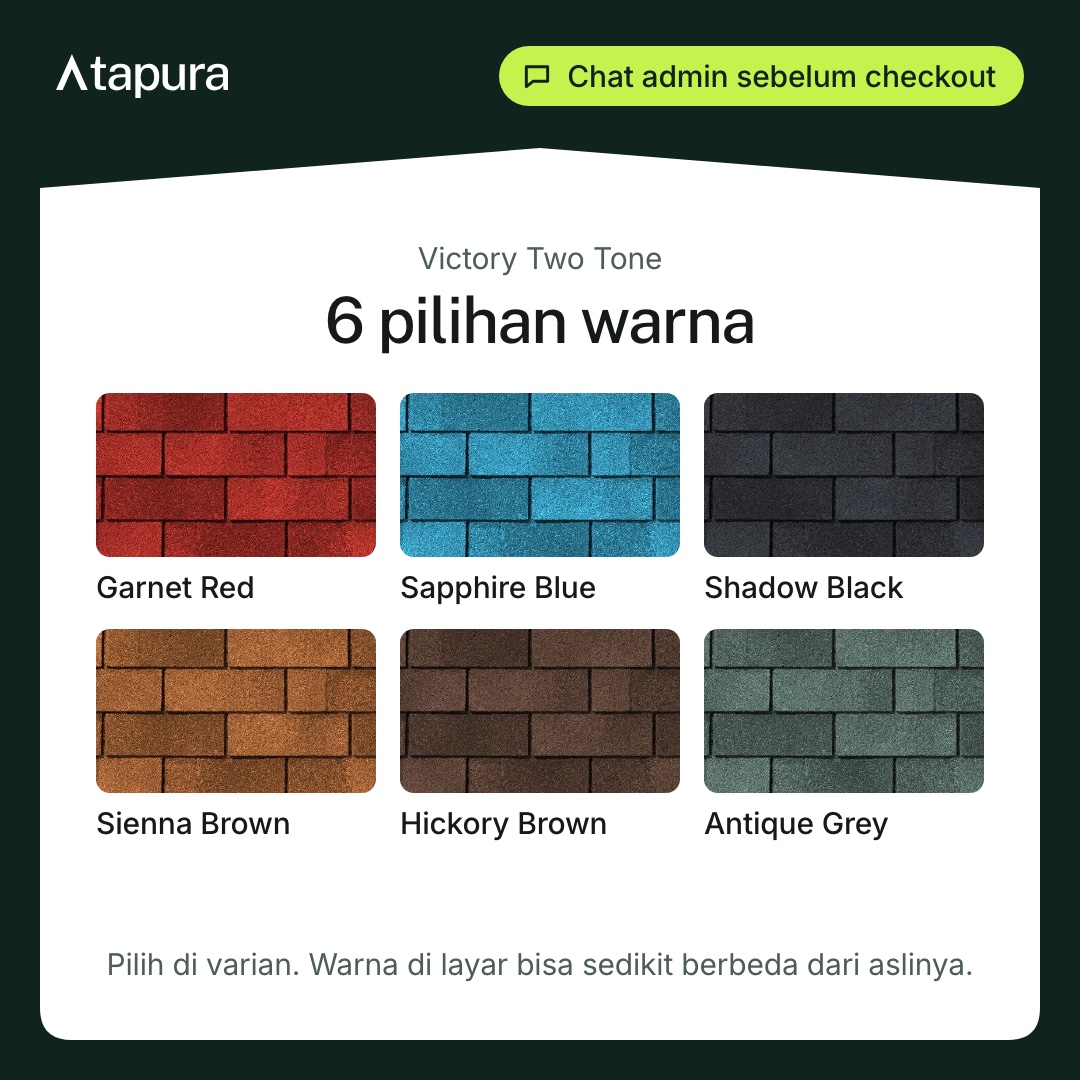 Atapura
Chat admin sebelum checkout
Victory Two Tone
6 pilihan warna
Garnet Red
Sapphire Blue
Shadow Black
Sienna Brown
Hickory Brown
Antique Grey
Pilih di varian. Warna di layar bisa sedikit berbeda dari aslinya.